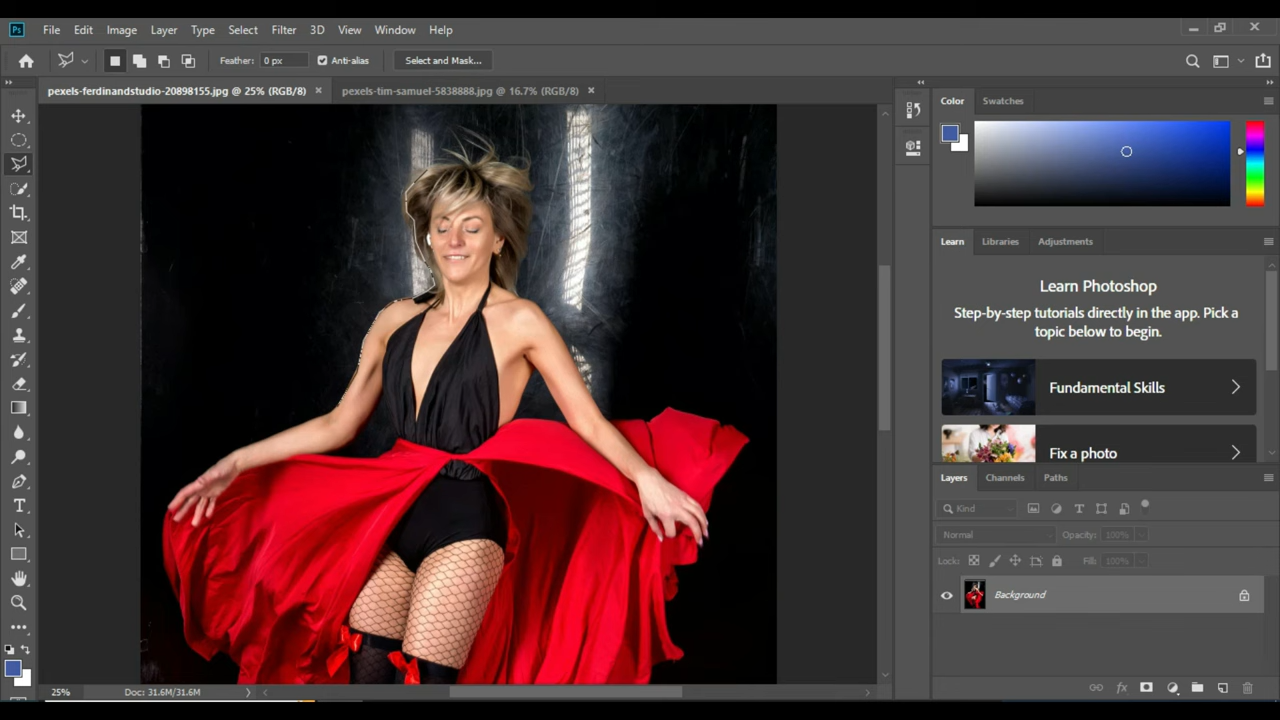 Ps File Edit Image Layer Type Select Filter 3D View Window Help
Feather: 0 px Anti-alias Select and Mask...
pexels-ferdinandstudio-20898155.jpg @ 25% (RGB/8) pexels-tim-samuel-5838888.jpg @ 16.7% (RGB/8)
Color Swatches
Learn Libraries Adjustments
Learn Photoshop
Step-by-step tutorials directly in the app. Pick a
topic below to begin.
Fundamental Skills
Fix a photo
Layers Channels Paths
Kind
Normal Opacity: 100%
Lock: Fill: 100%
Background
25% Doc: 31.6M/31.6M